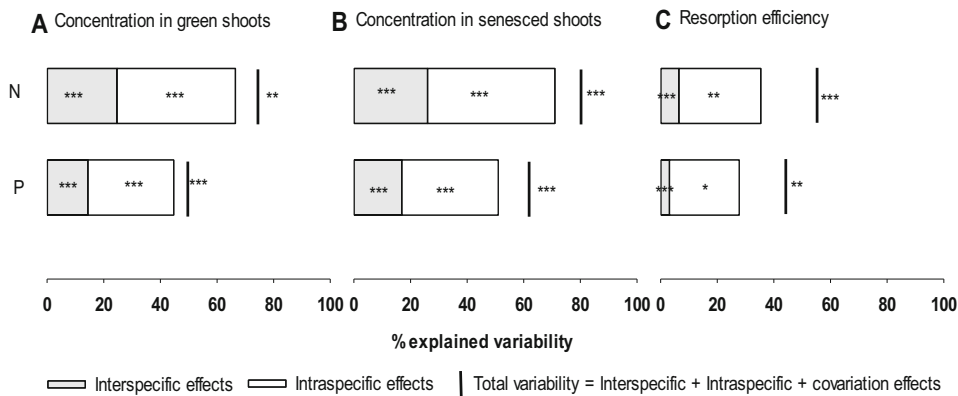 A Concentration in green shoots B Concentration in senesced shoots C Resorption efficiency
N *** *** ** *** *** *** *** ** ***
P *** *** *** *** *** *** *** * **
0 20 40 60 80 100 0 20 40 60 80 100 0 20 40 60 80 100
% explained variability
Interspecific effects Intraspecific effects Total variability = Interspecific + Intraspecific + covariation effects